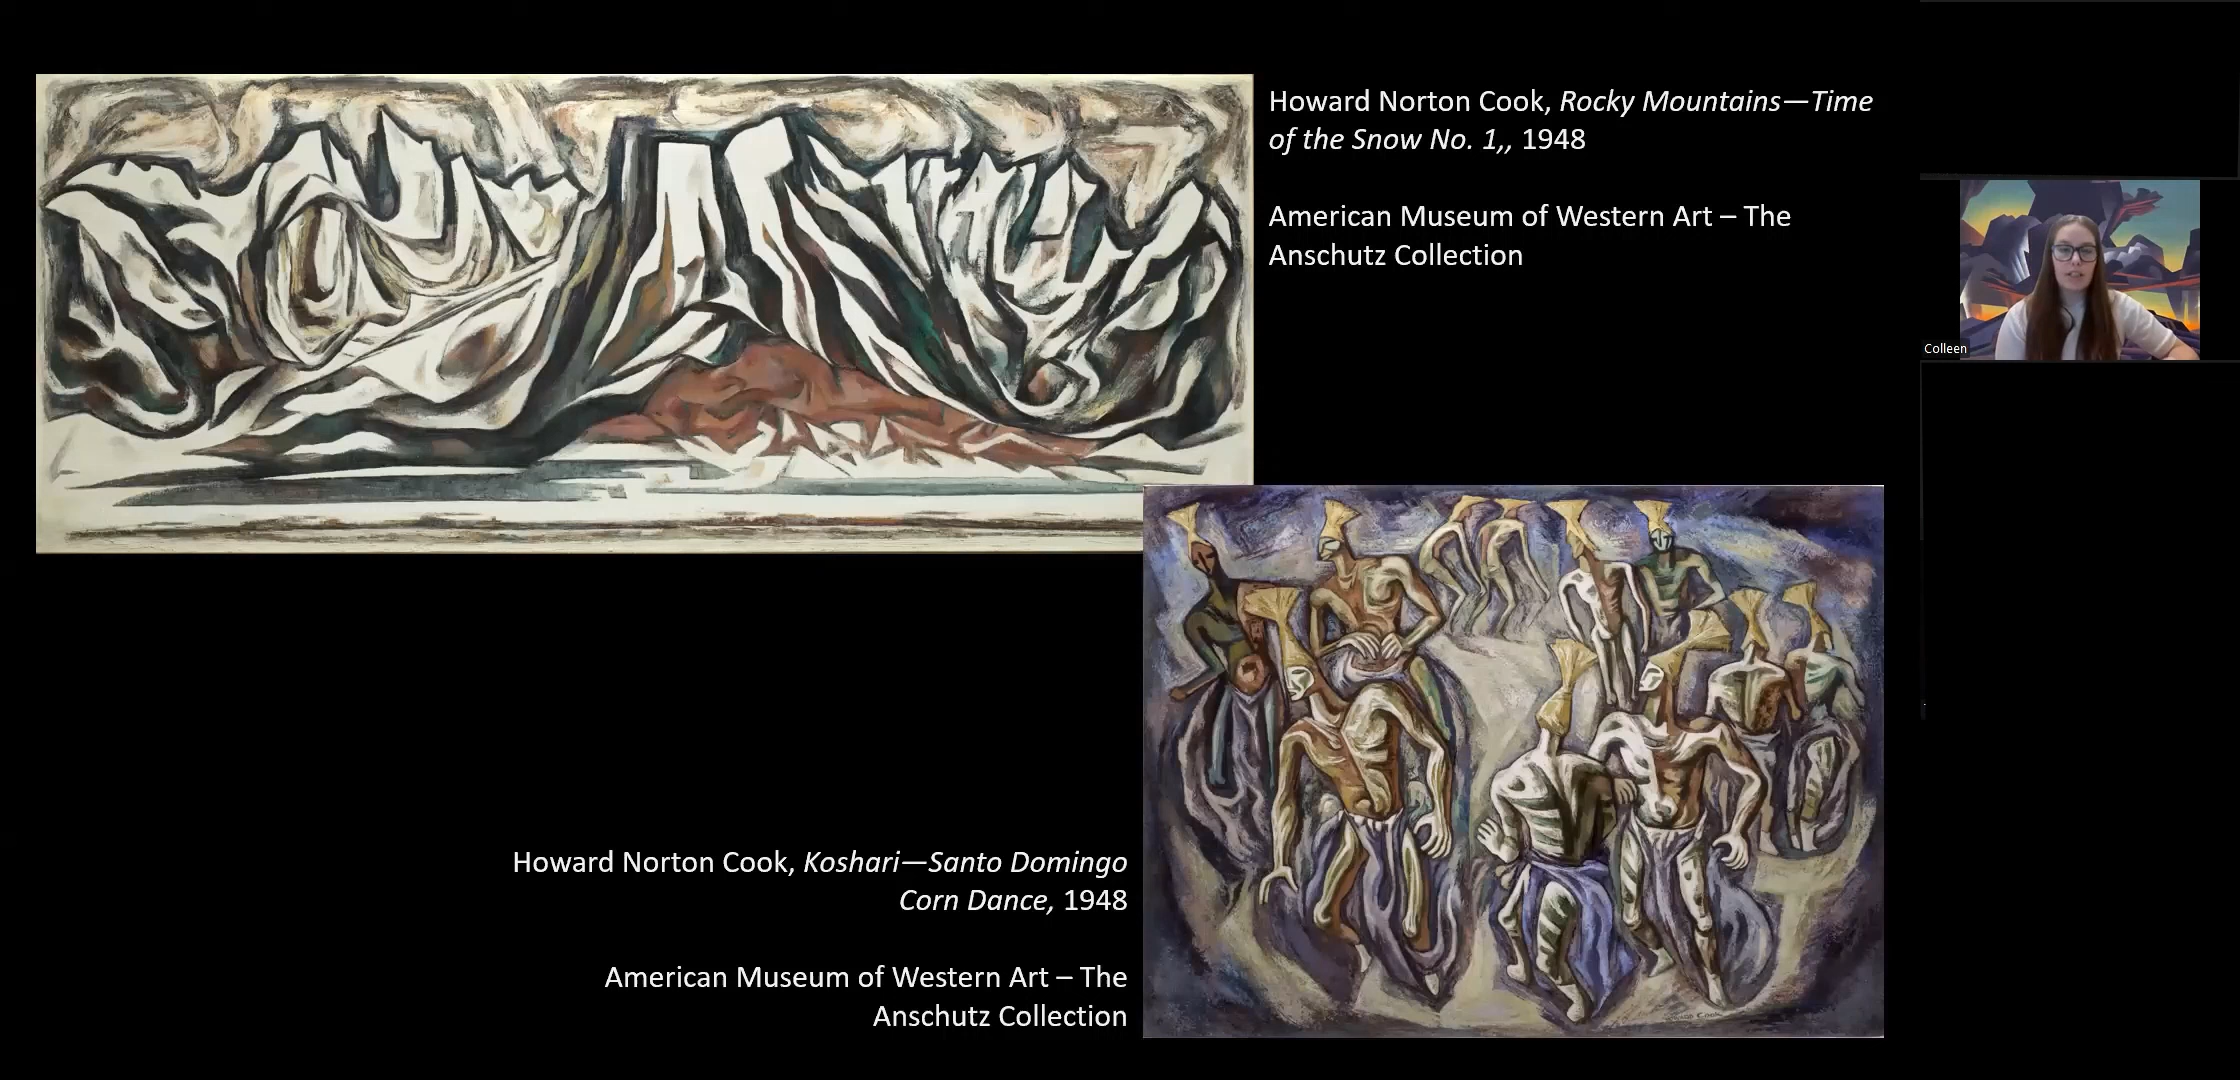 Howard Norton Cook, Rocky Mountains—Time
of the Snow No. 1,, 1948
American Museum of Western Art – The
Anschutz Collection
Colleen
Howard Norton Cook, Koshari—Santo Domingo
Corn Dance, 1948
American Museum of Western Art – The
Anschutz Collection